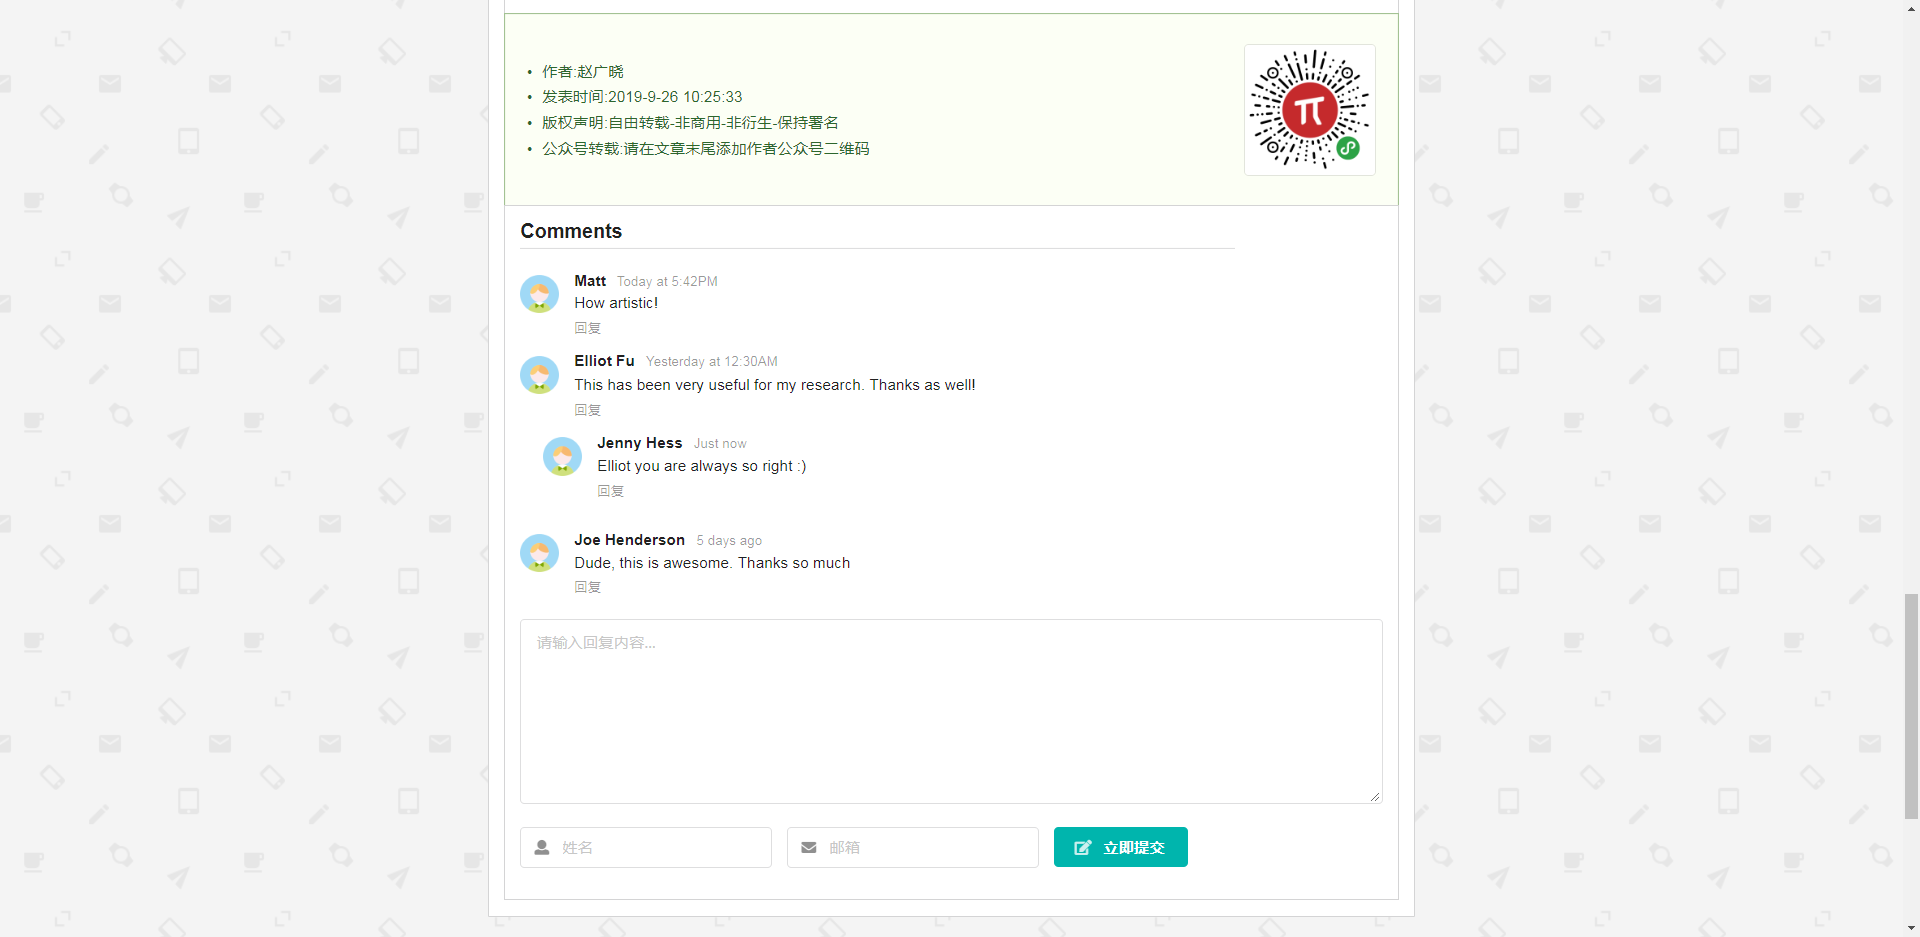 作者:赵广晓
发表时间:2019-9-26 10:25:33
版权声明:自由转载-非商用-非衍生-保持署名
公众号转载:请在文章末尾添加作者公众号二维码
Comments
Matt Today at 5:42PM
How artistic!
回复
Elliot Fu Yesterday at 12:30AM
This has been very useful for my research. Thanks as well!
回复
Jenny Hess Just now
Elliot you are always so right :)
回复
Joe Henderson 5 days ago
Dude, this is awesome. Thanks so much
回复
请输入回复内容...
姓名 邮箱 立即提交